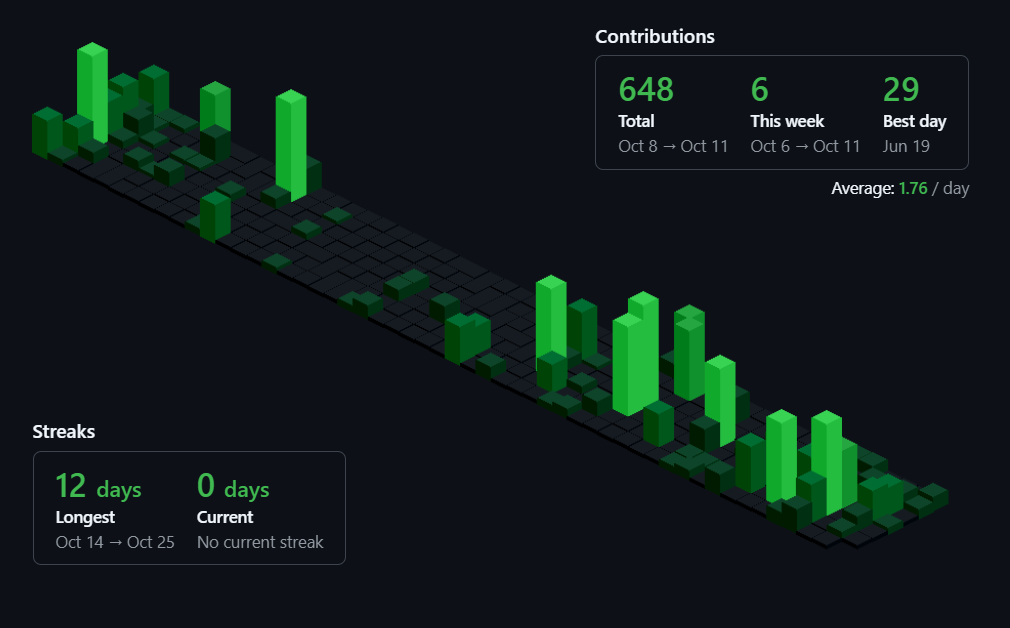 Contributions
648 6 29
Total This week Best day
Oct 8 → Oct 11 Oct 6 → Oct 11 Jun 19
Average: 1.76 / day
Streaks
12 days 0 days
Longest Current
Oct 14 → Oct 25 No current streak